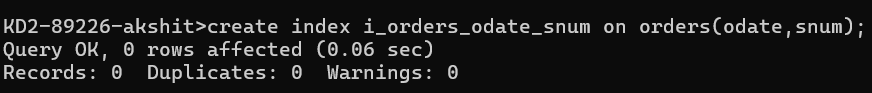 KD2-89226-akshit>create index i_orders_odate_snum on orders(odate,snum);
Query OK, 0 rows affected (0.06 sec)
Records: 0  Duplicates: 0  Warnings: 0